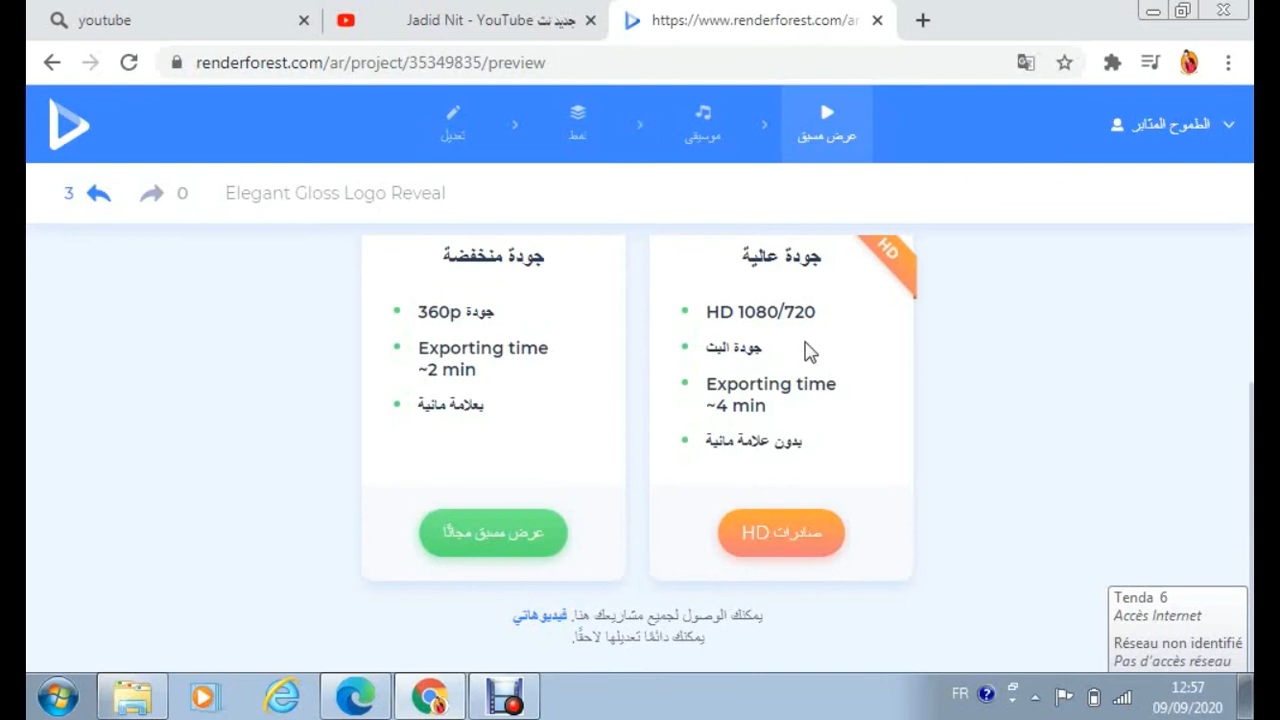 youtube
Jadid Nit - YouTube جديد نت
https://www.renderforest.com/ar
renderforest.com/ar/project/35349835/preview
تعديل
نمط
موسيقى
عرض مسبق
الطموح المثابر
3
0
Elegant Gloss Logo Reveal
جودة منخفضة
360p جودة
Exporting time
~2 min
بعلامة مائية
عرض مسبق مجانًا
جودة عالية
HD
HD 1080/720
جودة البث
Exporting time
~4 min
بدون علامة مائية
صادرات HD
يمكنك الوصول لجميع مشاريعك هنا. فيديوهاتي
يمكنك دائمًا تعديلها لاحقًا.
Tenda 6
Accès Internet
Réseau non identifié
Pas d'accès réseau
FR
12:57
09/09/2020